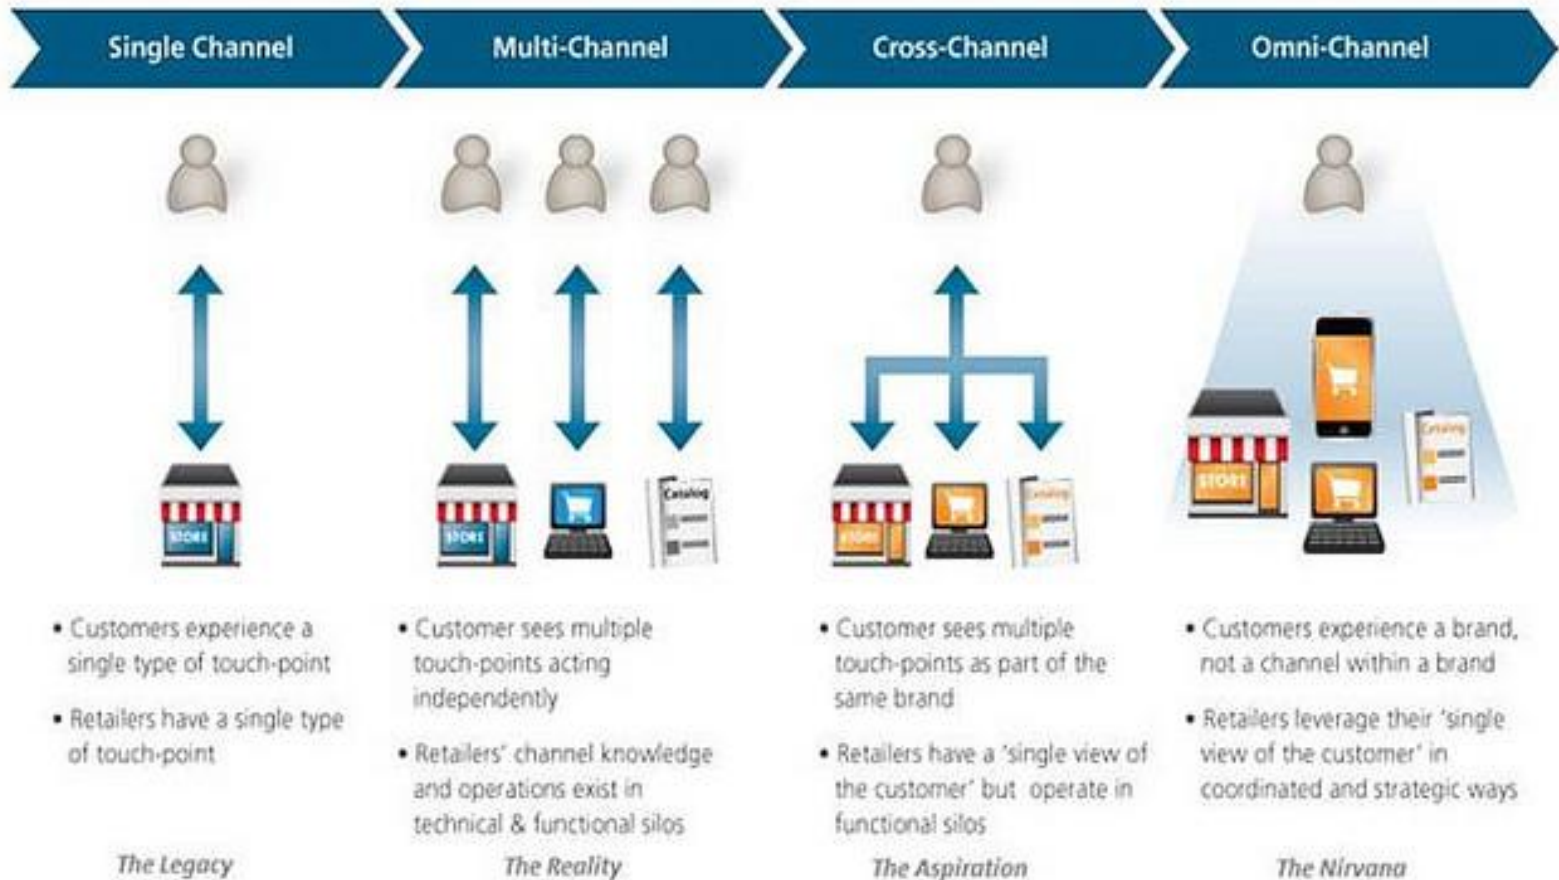 Single Channel
Multi-Channel
Cross-Channel
Omni-Channel
STORE
STORE
Catalog
STORE
Catalog
STORE
Catalog
• Customers experience a
single type of touch-point
• Retailers have a single type
of touch-point
The Legacy
• Customer sees multiple
touch-points acting
independently
• Retailers' channel knowledge
and operations exist in
technical & functional silos
The Reality
• Customer sees multiple
touch-points as part of the
same brand
• Retailers have a 'single view of
the customer' but operate in
functional silos
The Aspiration
• Customers experience a brand,
not a channel within a brand
• Retailers leverage their 'single
view of the customer' in
coordinated and strategic ways
The Nirvana